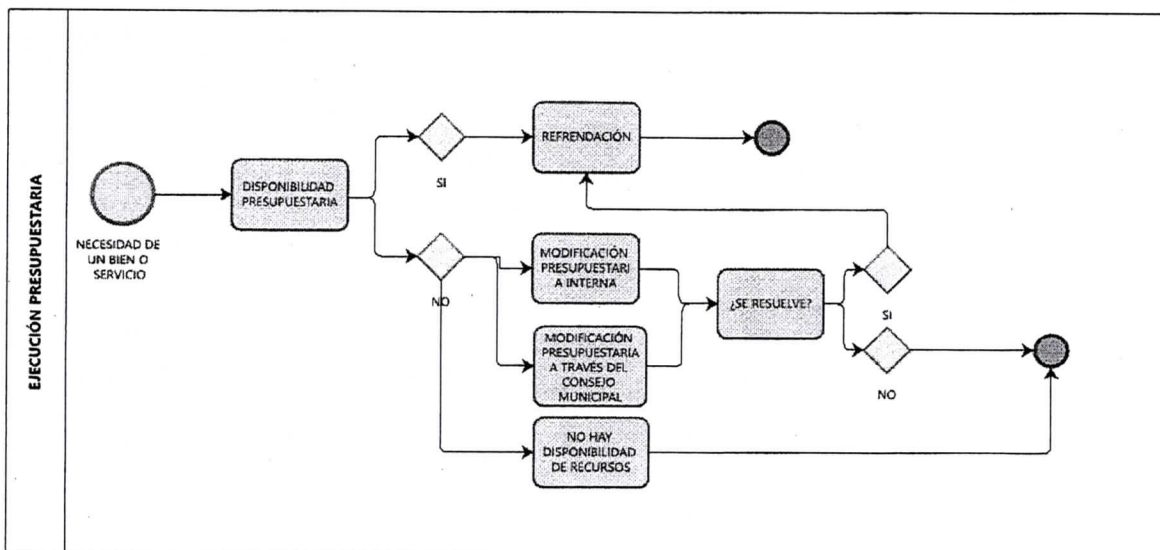 EJECUCIÓN PRESUPUESTARIA
NECESIDAD DE
UN BIEN O
SERVICIO
DISPONIBILIDAD
PRESUPUESTARIA
SI
NO
REFRENDACIÓN
MODIFICACIÓN
PRESUPUESTARI
A INTERNA
MODIFICACIÓN
PRESUPUESTARIA
A TRAVÉS DEL
CONSEJO
MUNICIPAL
NO HAY
DISPONIBILIDAD
DE RECURSOS
¿SE RESUELVE?
SI
NO